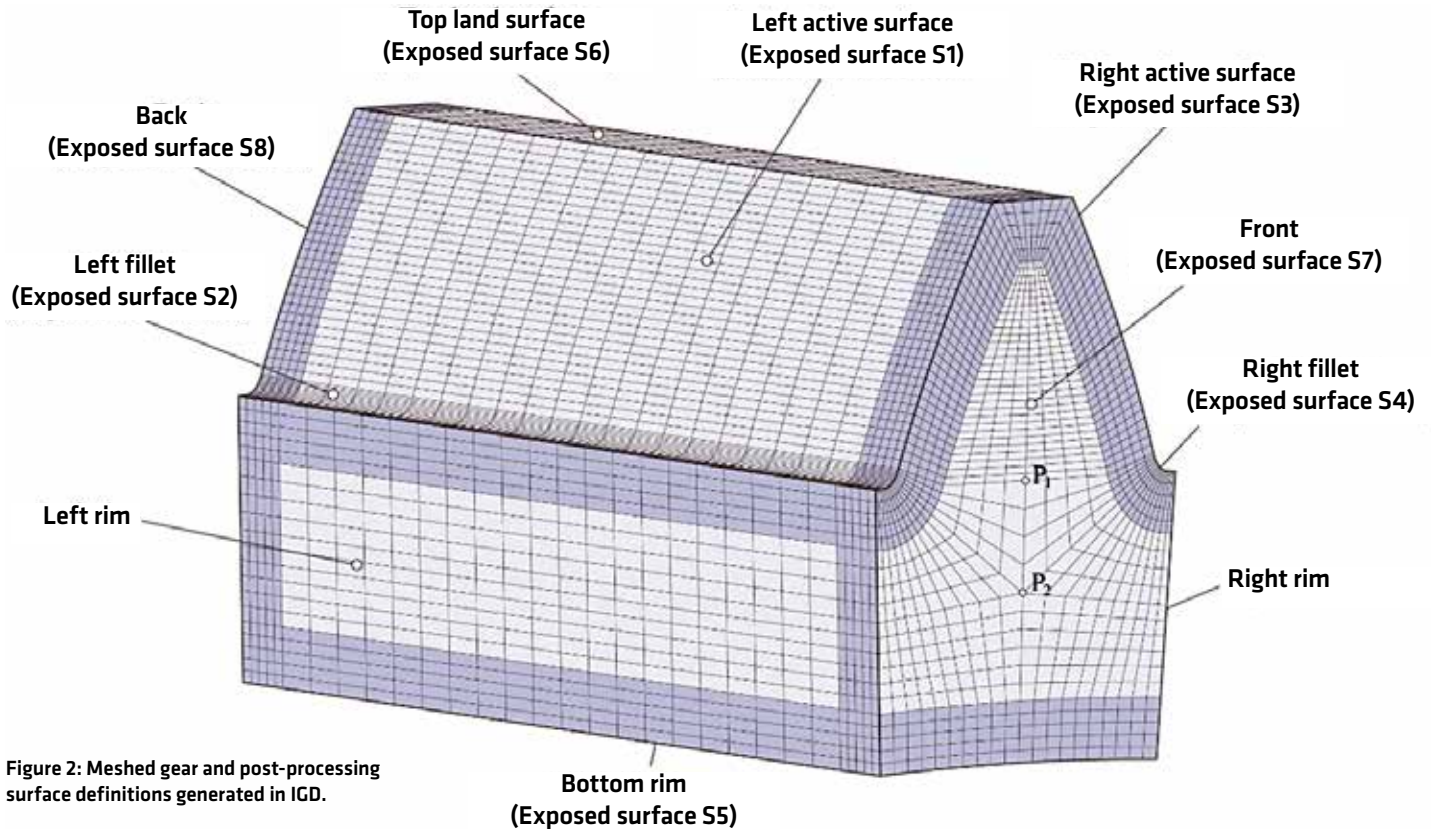 Top land surface
(Exposed surface S6)
Left active surface
(Exposed surface S1)
Right active surface
(Exposed surface S3)
Back
(Exposed surface S8)
Front
(Exposed surface S7)
Left fillet
(Exposed surface S2)
Right fillet
(Exposed surface S4)
P1
Left rim
P2
Right rim
Figure 2: Meshed gear and post-processing
surface definitions generated in IGD.
Bottom rim
(Exposed surface S5)